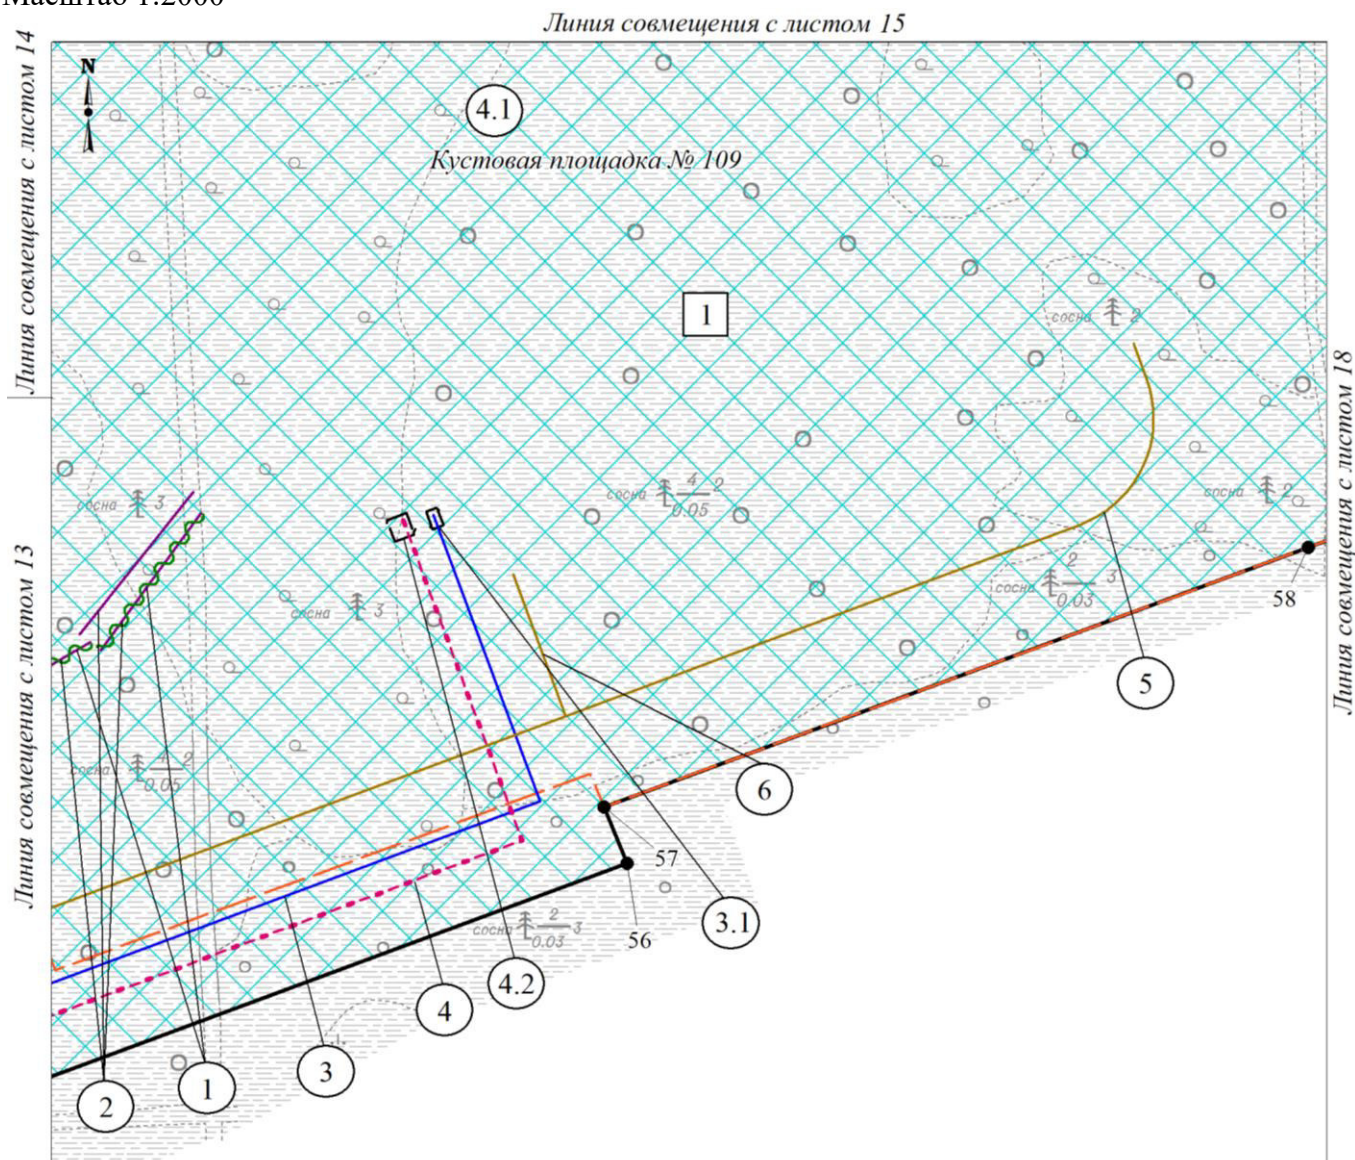 Масштаб 1:2000
Линия совмещения с листом 15
Линия совмещения с листом 14
N
4.1
Кустовая площадка № 109
1
сосна 2
Линия совмещения с листом 18
сосна 3
сосна 4 2
0.05
сосна 2
Линия совмещения с листом 13
сосна 3
сосна 2 3
0.03
58
5
сосна 4 2
0.05
6
57
3.1
сосна 2 3
0.03
56
4.2
4
3
1
2